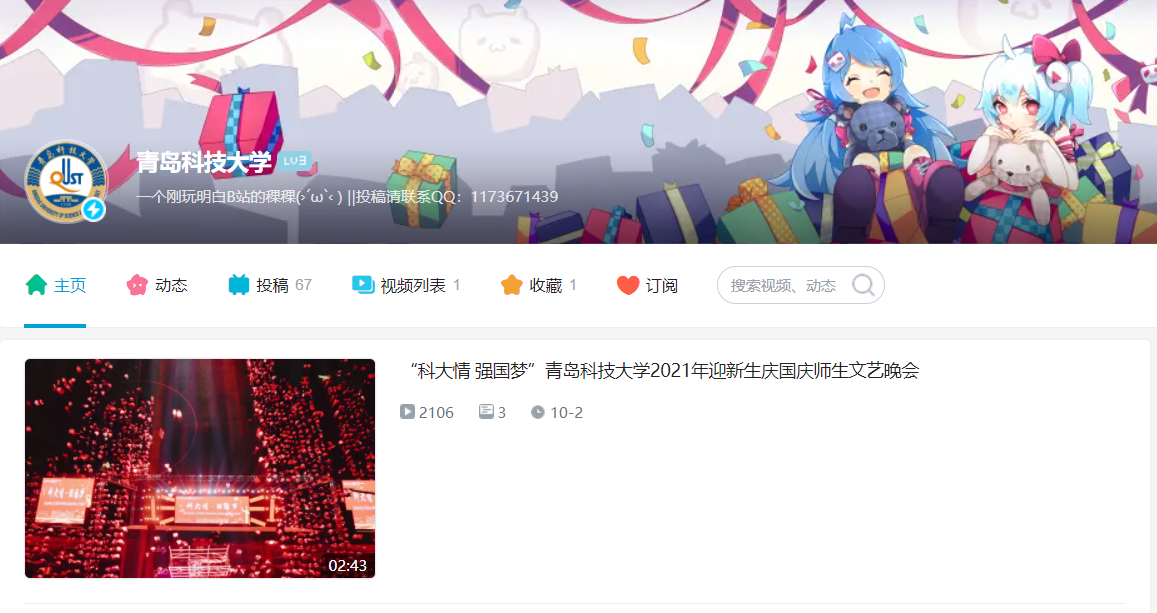 青岛科技大学 LV3
一个刚玩明白B站的稞稞(›´ω`‹ ) ||投稿请联系QQ：1173671439
QUST
主页 动态 投稿 67 视频列表 1 收藏 1 订阅 搜索视频、动态
“科大情 强国梦”青岛科技大学2021年迎新生庆国庆师生文艺晚会
2106 3 10-2
02:43